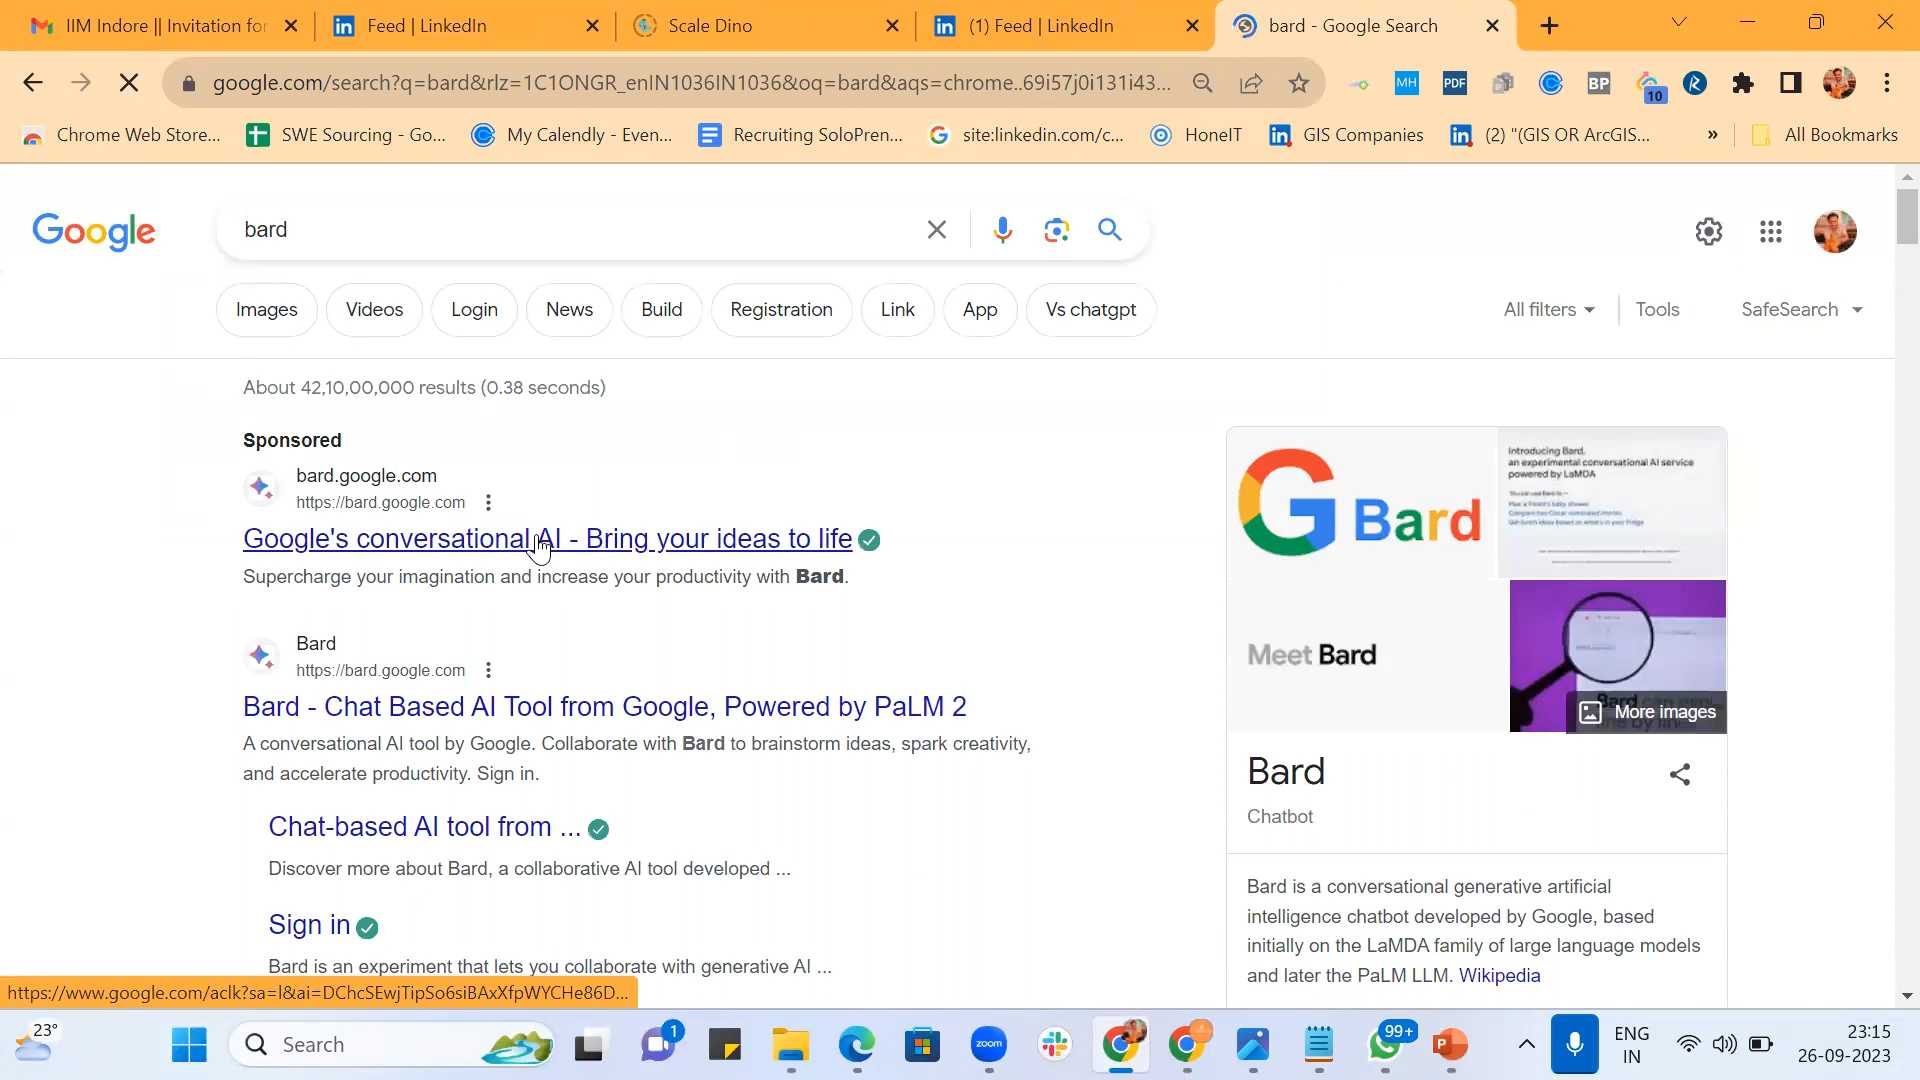 IIM Indore || Invitation for
Feed | LinkedIn
Scale Dino
(1) Feed | LinkedIn
bard - Google Search
google.com/search?q=bard&rlz=1C1ONGR_enIN1036IN1036&oq=bard&aqs=chrome..69i57j0i131i43...
MH
PDF
BP
10
Chrome Web Store...
SWE Sourcing - Go...
My Calendly - Even...
Recruiting SoloPren...
site:linkedin.com/c...
HoneIT
GIS Companies
(2) "(GIS OR ArcGIS...
»
All Bookmarks
Google
bard
Images
Videos
Login
News
Build
Registration
Link
App
Vs chatgpt
All filters
Tools
SafeSearch
About 42,10,00,000 results (0.38 seconds)
Sponsored
bard.google.com
https://bard.google.com
Google's conversational AI - Bring your ideas to life
Supercharge your imagination and increase your productivity with Bard.
Bard
https://bard.google.com
Bard - Chat Based AI Tool from Google, Powered by PaLM 2
A conversational AI tool by Google. Collaborate with Bard to brainstorm ideas, spark creativity,
and accelerate productivity. Sign in.
Chat-based AI tool from ...
Discover more about Bard, a collaborative AI tool developed ...
Sign in
Bard is an experiment that lets you collaborate with generative AI ...
G Bard
Introducing Bard,
an experimental conversational AI service
powered by LaMDA
Meet Bard
More images
Bard
Chatbot
Bard is a conversational generative artificial
intelligence chatbot developed by Google, based
initially on the LaMDA family of large language models
and later the PaLM LLM. Wikipedia
https://www.google.com/aclk?sa=l&ai=DChcSEwjTipSo6siBAxXfpWYCHe86D...
23°
Search
1
zoom
99+
ENG
IN
23:15
26-09-2023